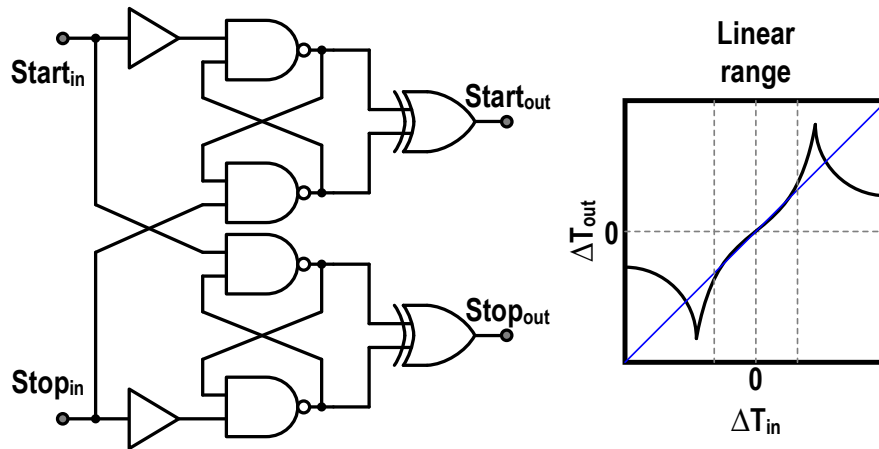 Start_in
Start_out
Stop_in
Stop_out
Linear
range
ΔT_out
0
0
ΔT_in